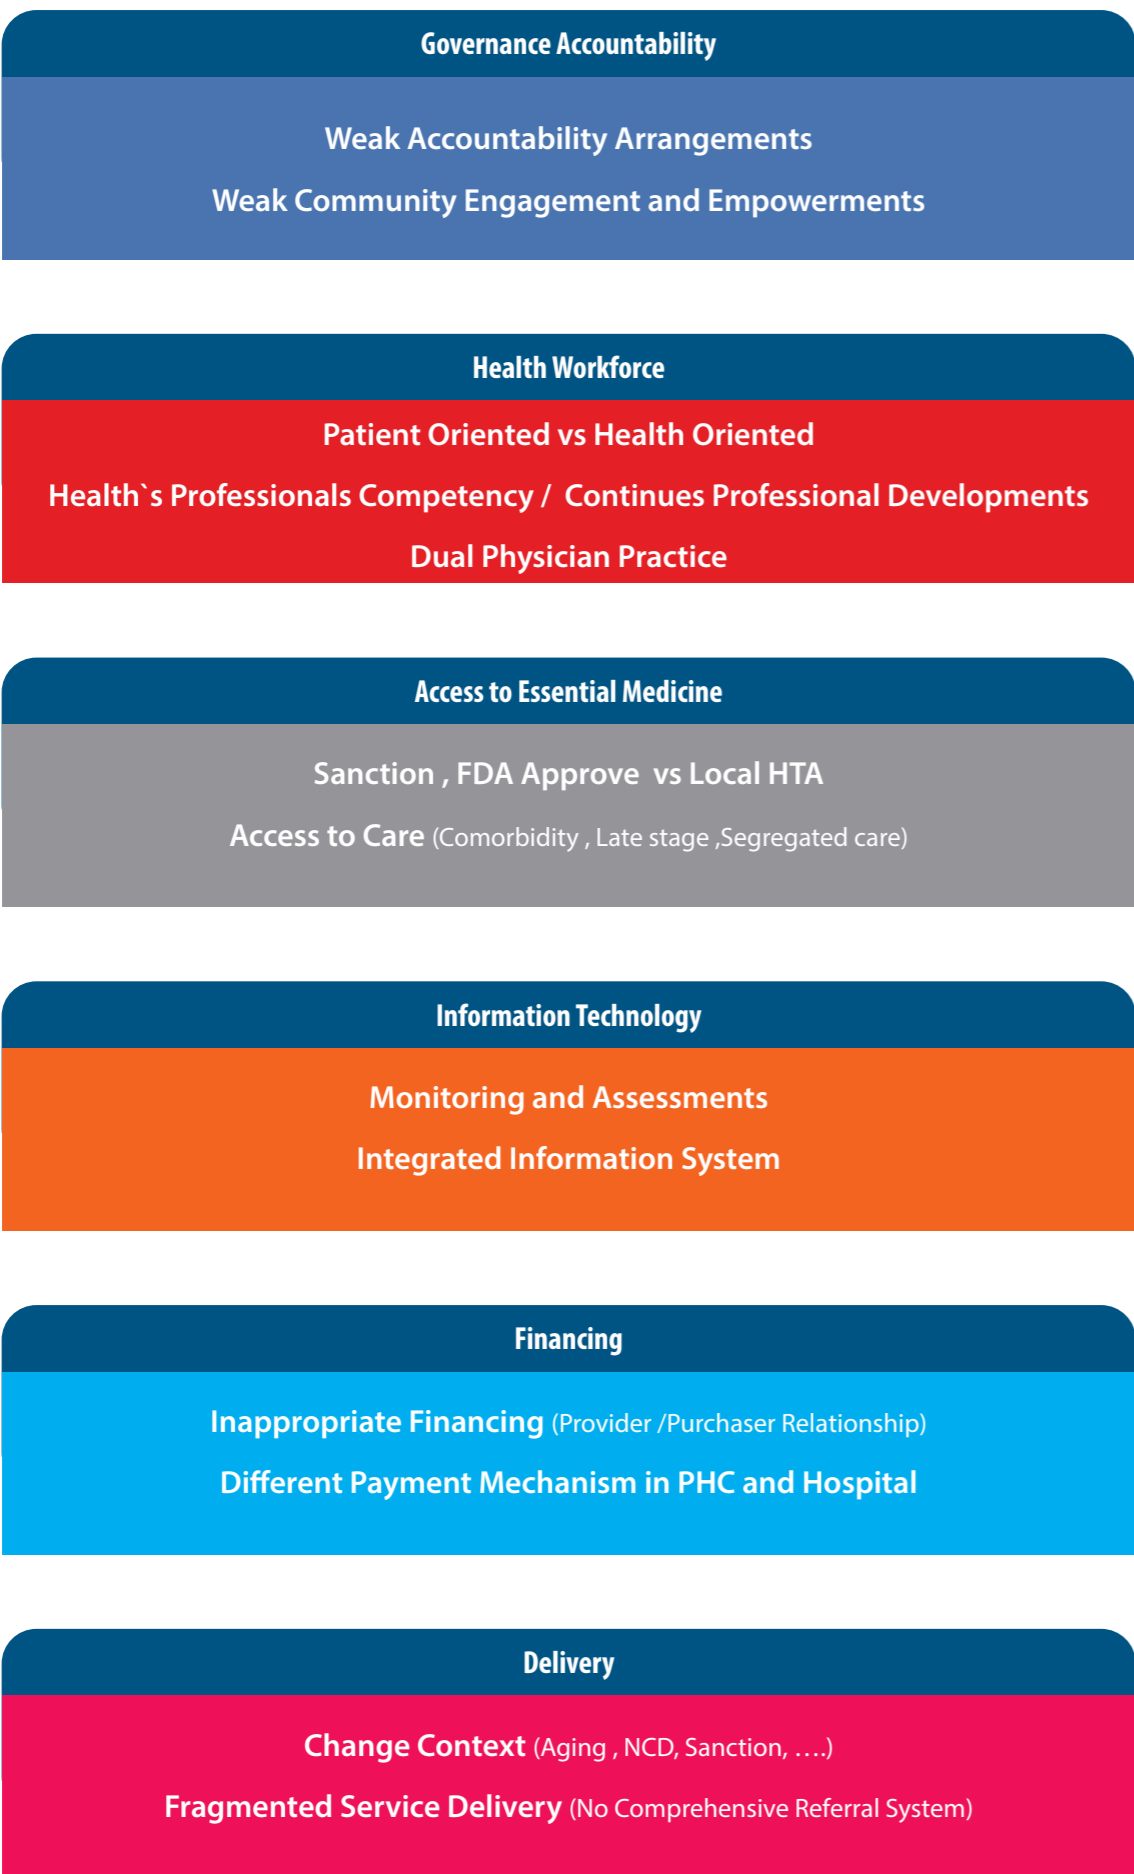 Governance Accountability
Weak Accountability Arrangements
Weak Community Engagement and Empowerments
Health Workforce
Patient Oriented vs Health Oriented
Health`s Professionals Competency /  Continues Professional Developments
Dual Physician Practice
Access to Essential Medicine
Sanction , FDA Approve  vs Local HTA
Access to Care (Comorbidity , Late stage ,Segregated care)
Information Technology
Monitoring and Assessments
Integrated Information System
Financing
Inappropriate Financing (Provider /Purchaser Relationship)
Different Payment Mechanism in PHC and Hospital
Delivery
Change Context (Aging , NCD, Sanction, ….)
Fragmented Service Delivery (No Comprehensive Referral System)